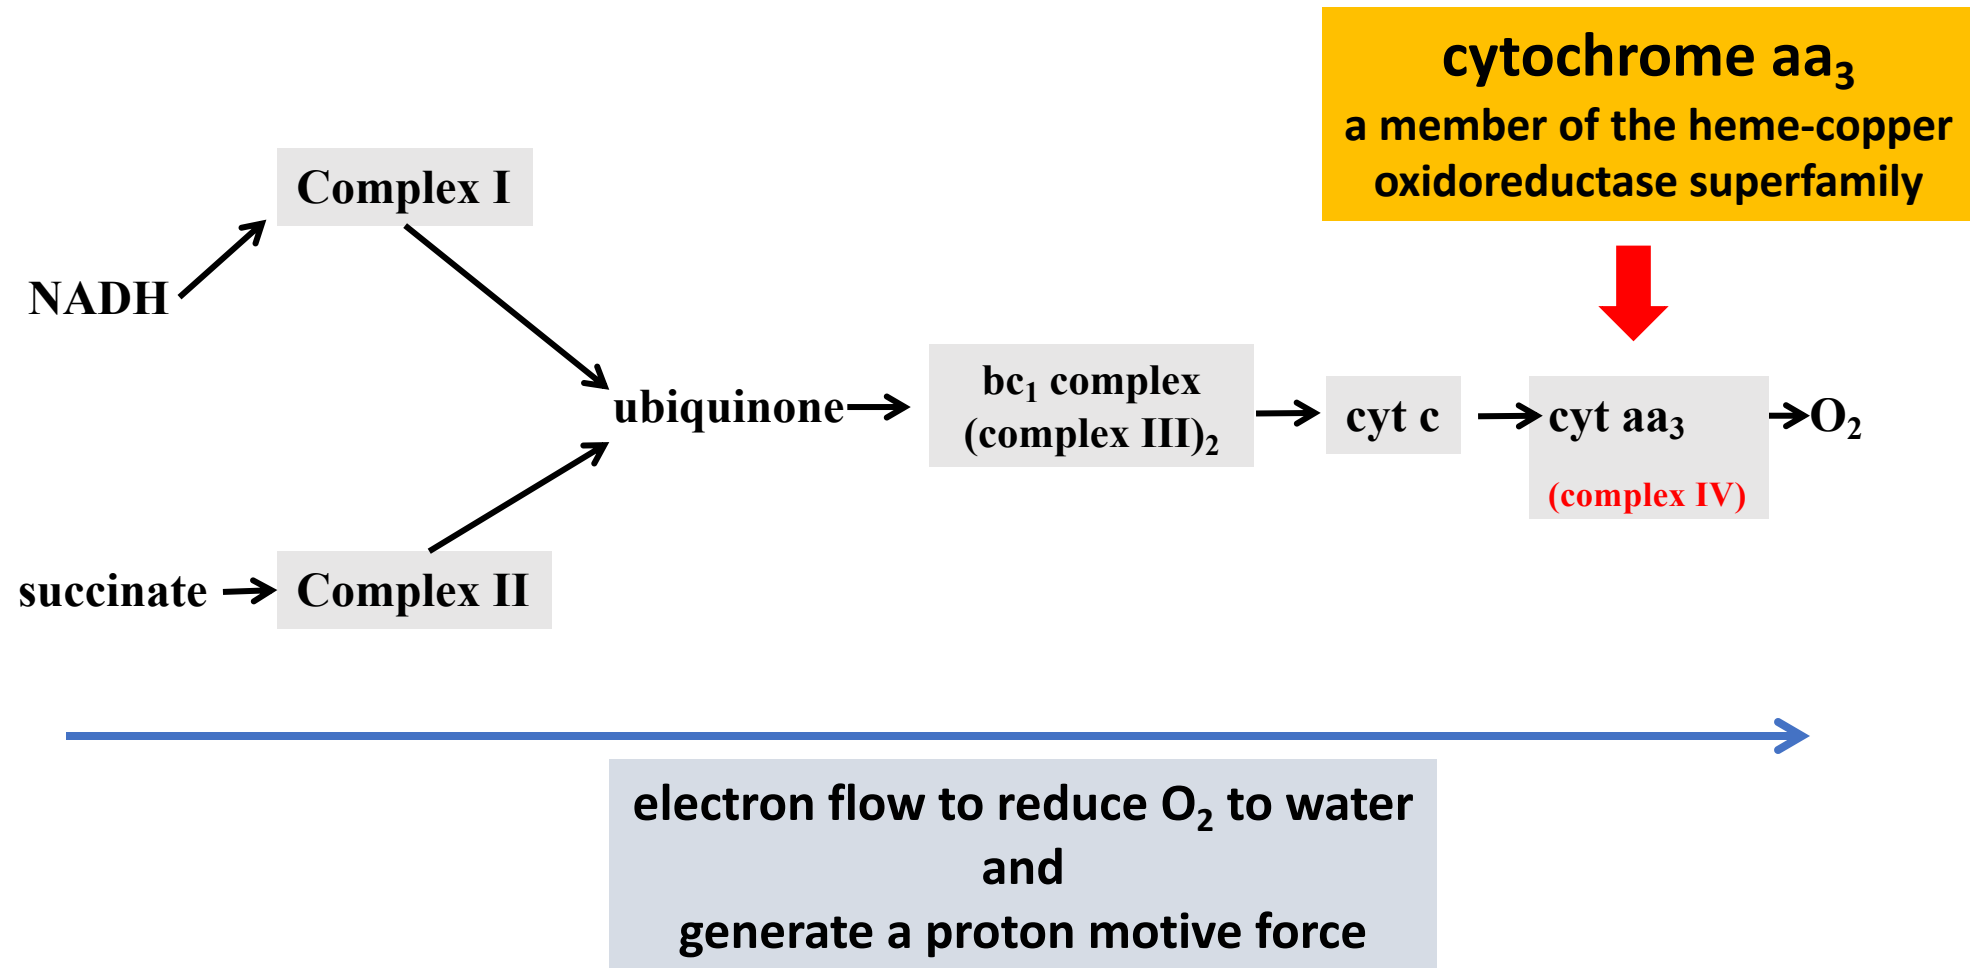 cytochrome aa₃
a member of the heme-copper
oxidoreductase superfamily
Complex I
NADH
ubiquinone
bc₁ complex
(complex III)₂
cyt c
cyt aa₃
(complex IV)
O₂
succinate
Complex II
electron flow to reduce O₂ to water
and
generate a proton motive force